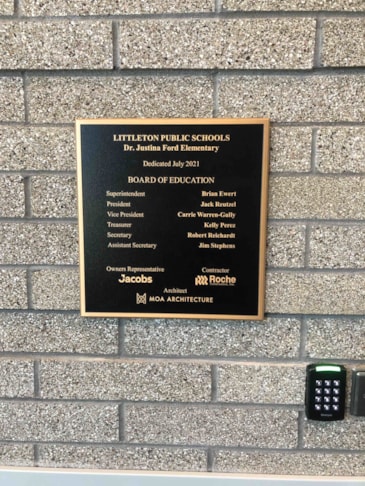 LITTLETON PUBLIC SCHOOLS
Dr. Justina Ford Elementary
Dedicated July 2021
BOARD OF EDUCATION
Superintendent Brian Ewert
President Jack Reutzel
Vice President Carrie Warren-Gully
Treasurer Kelly Perez
Secretary Robert Reichardt
Assistant Secretary Jim Stephens
Owners Representative Contractor
Jacobs Roche
Architect
MOA ARCHITECTURE